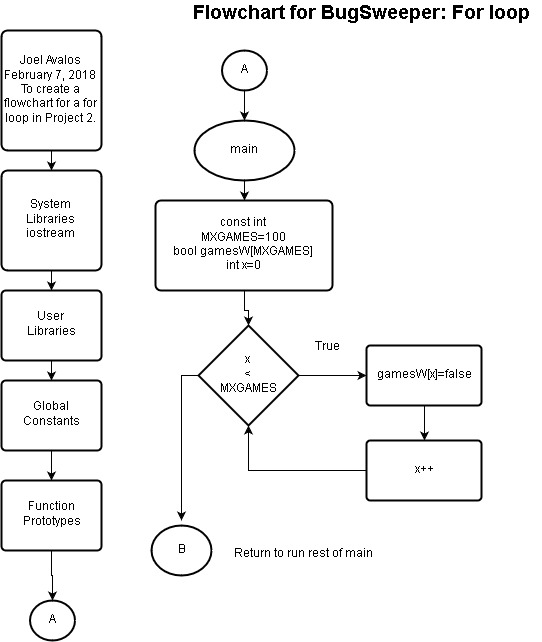 Flowchart for BugSweeper: For loop
Joel Avalos
February 7, 2018
To create a
flowchart for a for
loop in Project 2.
System
Libraries
iostream
User
Libraries
Global
Constants
Function
Prototypes
A
A
main
const int
MXGAMES=100
bool gamesW[MXGAMES]
int x=0
x
<
MXGAMES
True
gamesW[x]=false
x++
B
Return to run rest of main